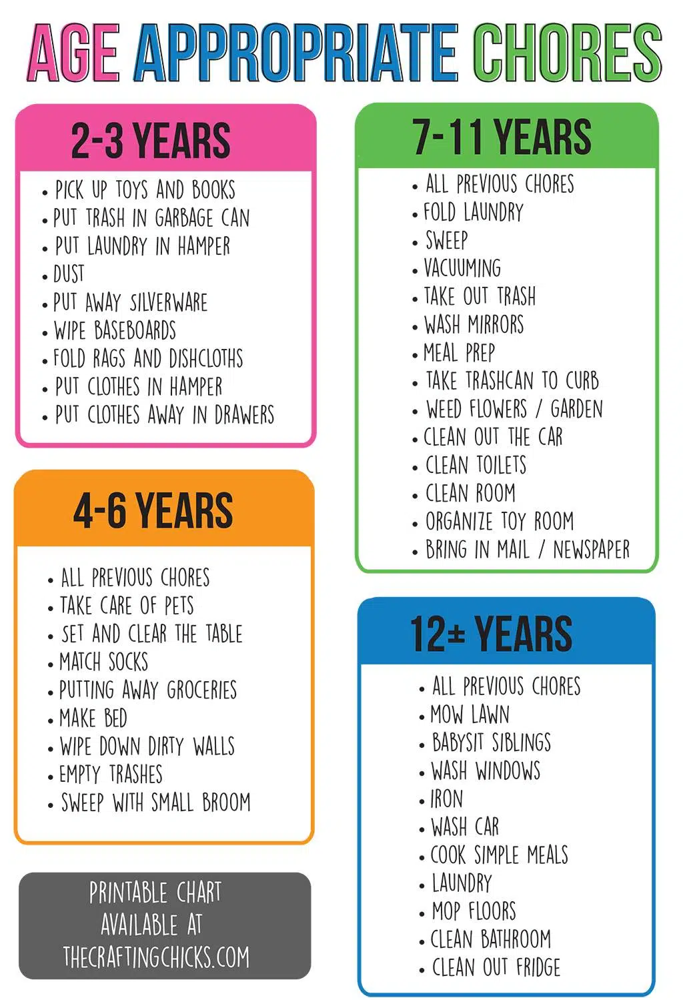 AGE APPROPRIATE CHORES
2-3 YEARS
• PICK UP TOYS AND BOOKS
• PUT TRASH IN GARBAGE CAN
• PUT LAUNDRY IN HAMPER
• DUST
• PUT AWAY SILVERWARE
• WIPE BASEBOARDS
• FOLD RAGS AND DISHCLOTHS
• PUT CLOTHES IN HAMPER
• PUT CLOTHES AWAY IN DRAWERS
4-6 YEARS
• ALL PREVIOUS CHORES
• TAKE CARE OF PETS
• SET AND CLEAR THE TABLE
• MATCH SOCKS
• PUTTING AWAY GROCERIES
• MAKE BED
• WIPE DOWN DIRTY WALLS
• EMPTY TRASHES
• SWEEP WITH SMALL BROOM
PRINTABLE CHART
AVAILABLE AT
THECRAFTINGCHICKS.COM
7-11 YEARS
• ALL PREVIOUS CHORES
• FOLD LAUNDRY
• SWEEP
• VACUUMING
• TAKE OUT TRASH
• WASH MIRRORS
• MEAL PREP
• TAKE TRASHCAN TO CURB
• WEED FLOWERS / GARDEN
• CLEAN OUT THE CAR
• CLEAN TOILETS
• CLEAN ROOM
• ORGANIZE TOY ROOM
• BRING IN MAIL / NEWSPAPER
12± YEARS
• ALL PREVIOUS CHORES
• MOW LAWN
• BABYSIT SIBLINGS
• WASH WINDOWS
• IRON
• WASH CAR
• COOK SIMPLE MEALS
• LAUNDRY
• MOP FLOORS
• CLEAN BATHROOM
• CLEAN OUT FRIDGE